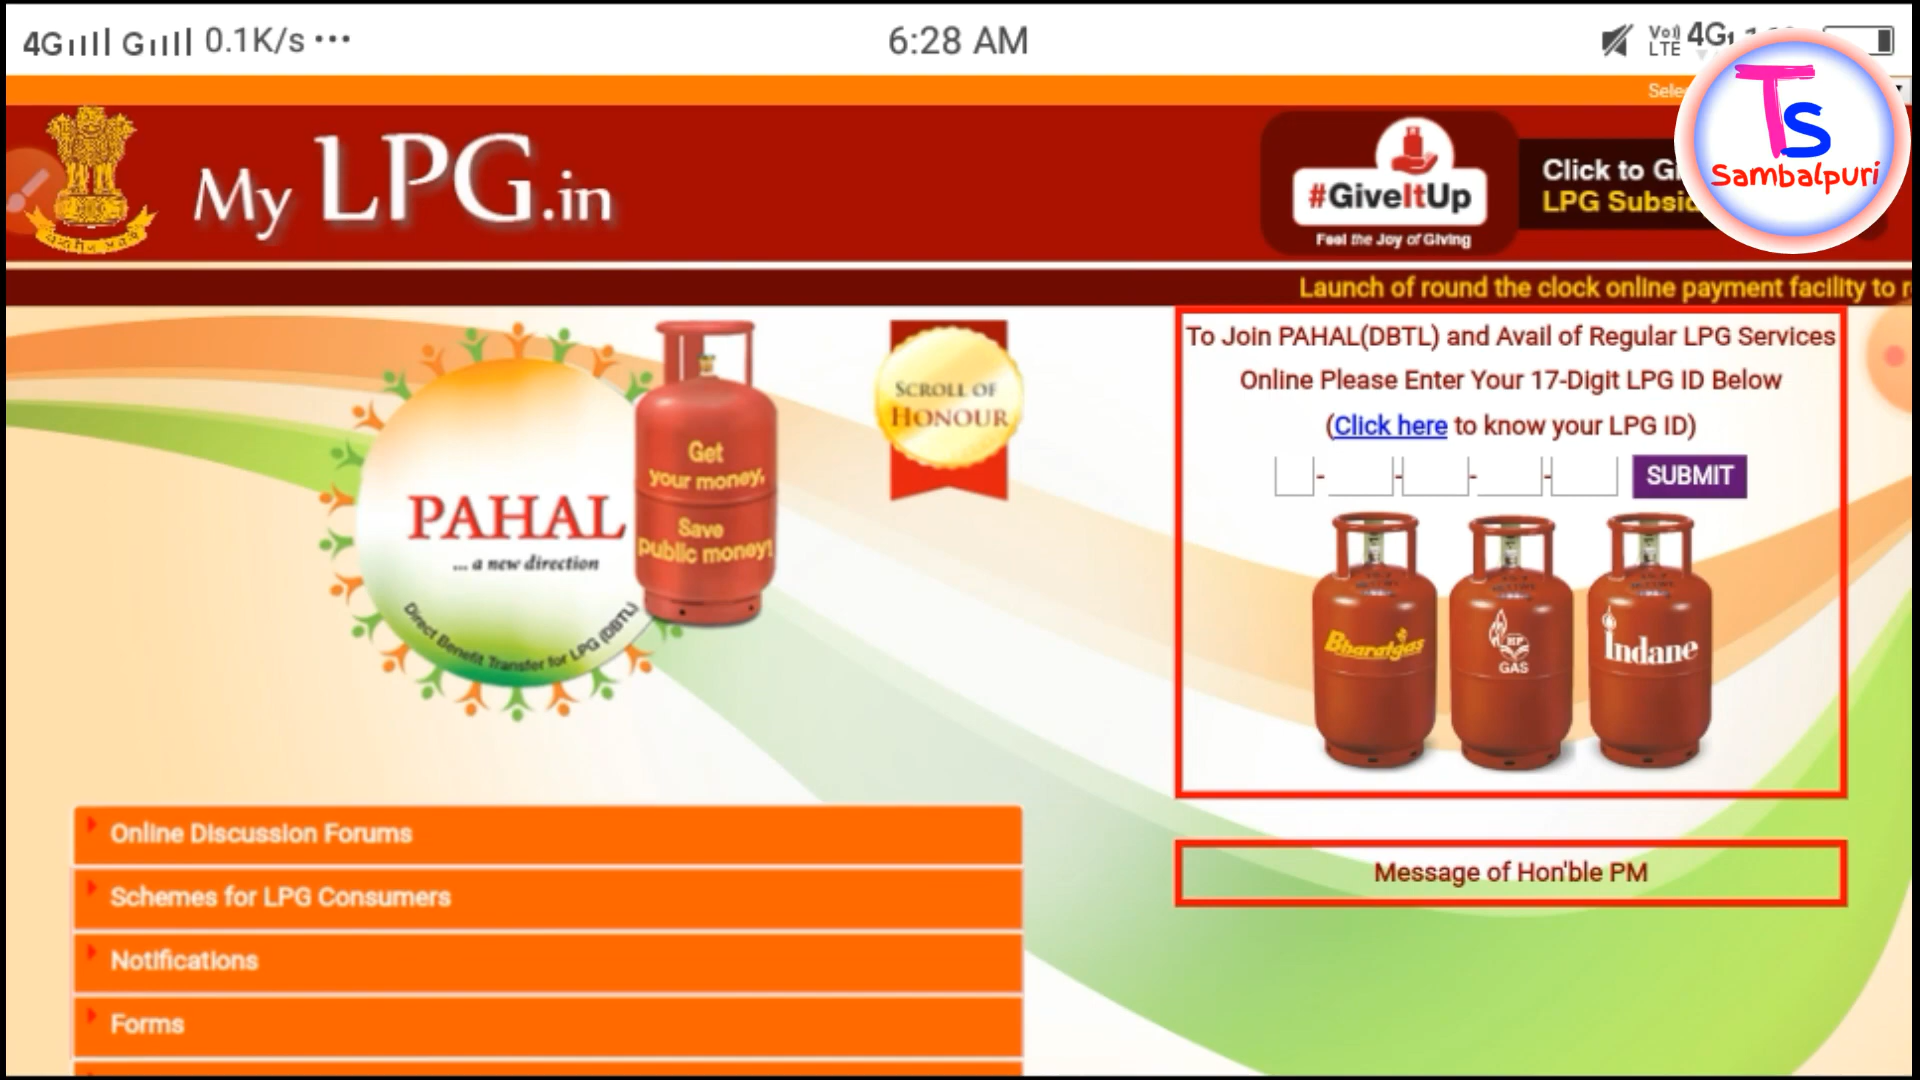 4G G 0.1K/s ...
6:28 AM
Vo)) LTE 4G
My LPG.in
#GiveItUp
Feel the Joy of Giving
Click to
LPG
TS
Sambalpuri
Launch of round the clock online payment facility to
PAHAL
... a new direction
Direct Benefit Transfer for LPG (DBTL)
Get
your money,
Save
public money!
SCROLL OF
HONOUR
To Join PAHAL(DBTL) and Avail of Regular LPG Services
Online Please Enter Your 17-Digit LPG ID Below
(Click here to know your LPG ID)
- - - - SUBMIT
Bharatgas
HP
GAS
Indane
Message of Hon'ble PM
Online Discussion Forums
Schemes for LPG Consumers
Notifications
Forms